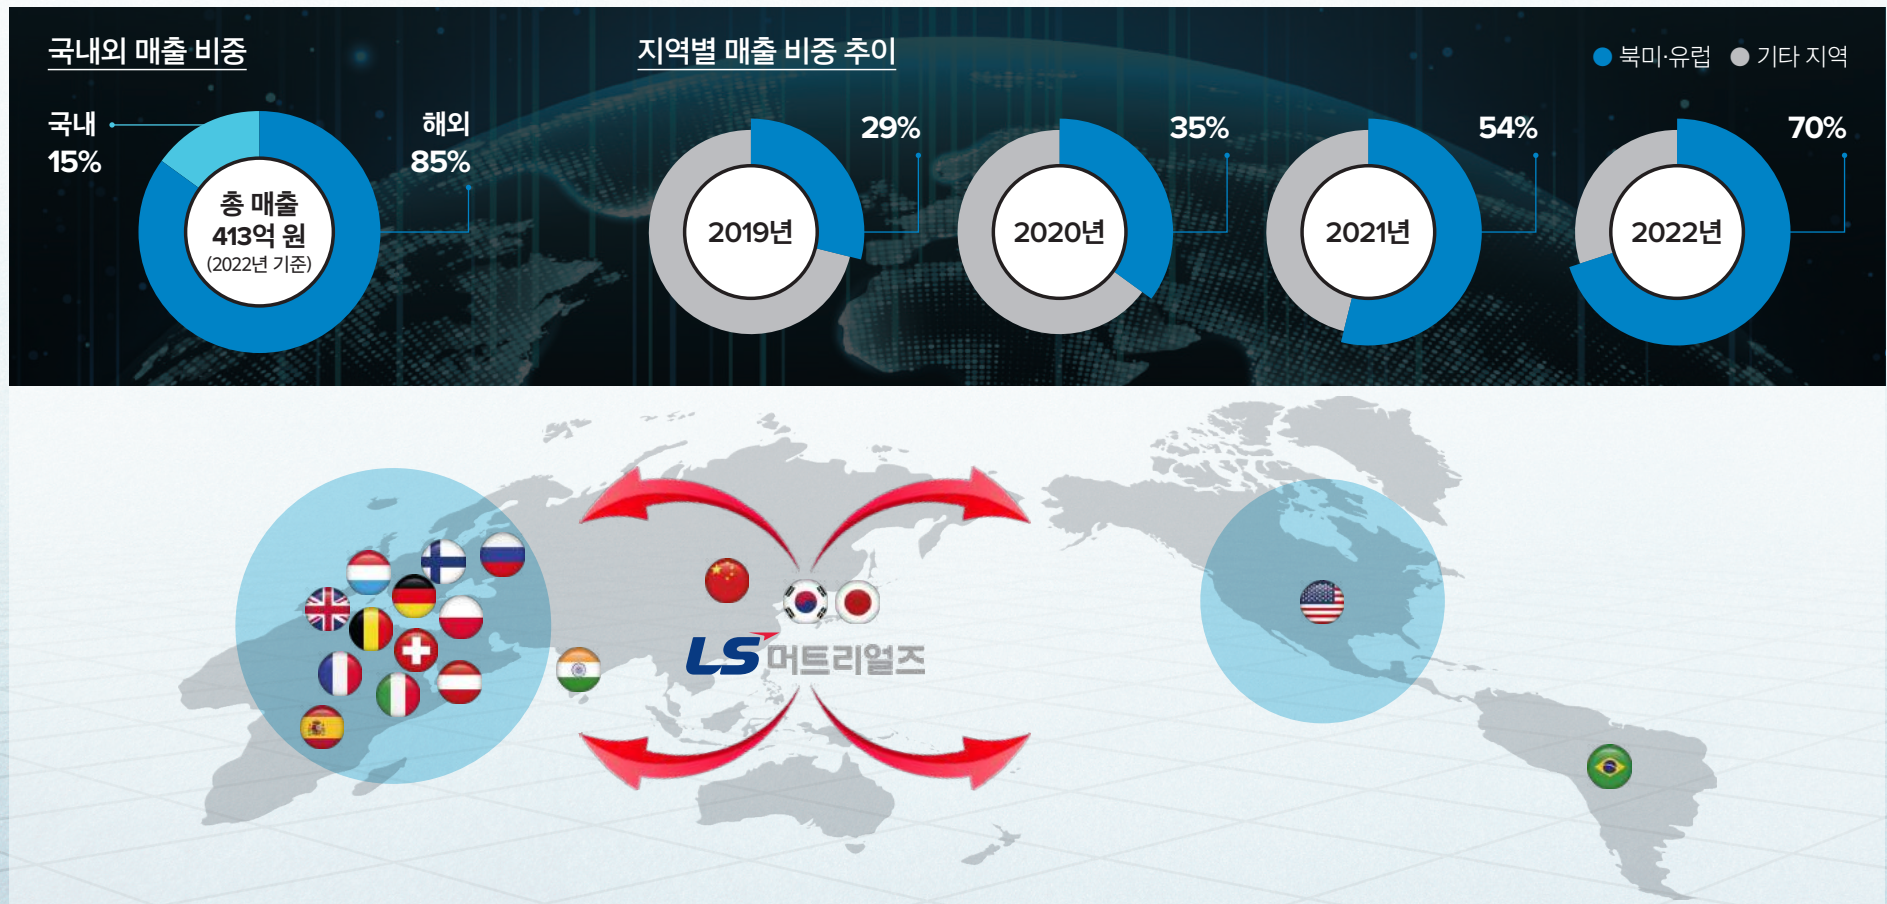 국내외 매출 비중
국내
15%
해외
85%
총 매출
413억 원
(2022년 기준)
지역별 매출 비중 추이
북미·유럽
기타 지역
29%
2019년
35%
2020년
54%
2021년
70%
2022년
LS 머트리얼즈